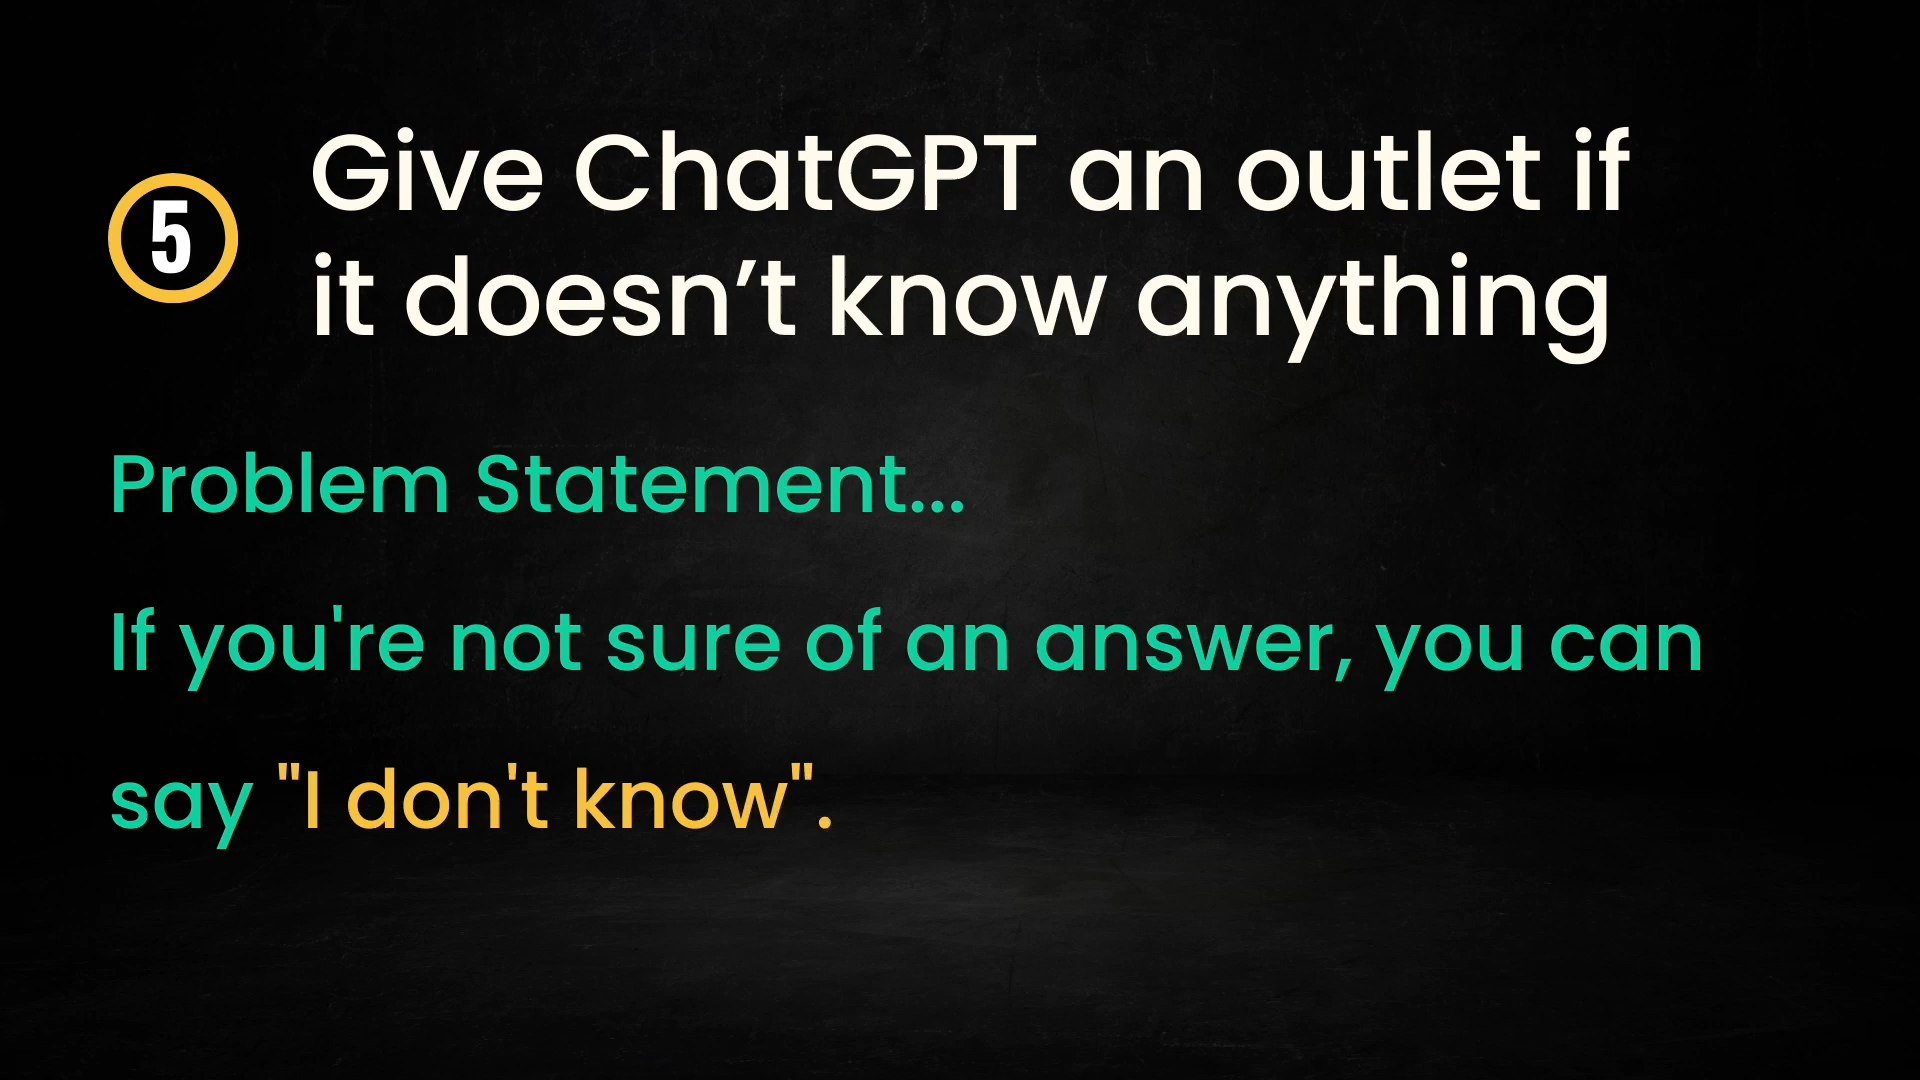 5
Give ChatGPT an outlet if
it doesn’t know anything
Problem Statement...
If you're not sure of an answer, you can
say "I don't know".